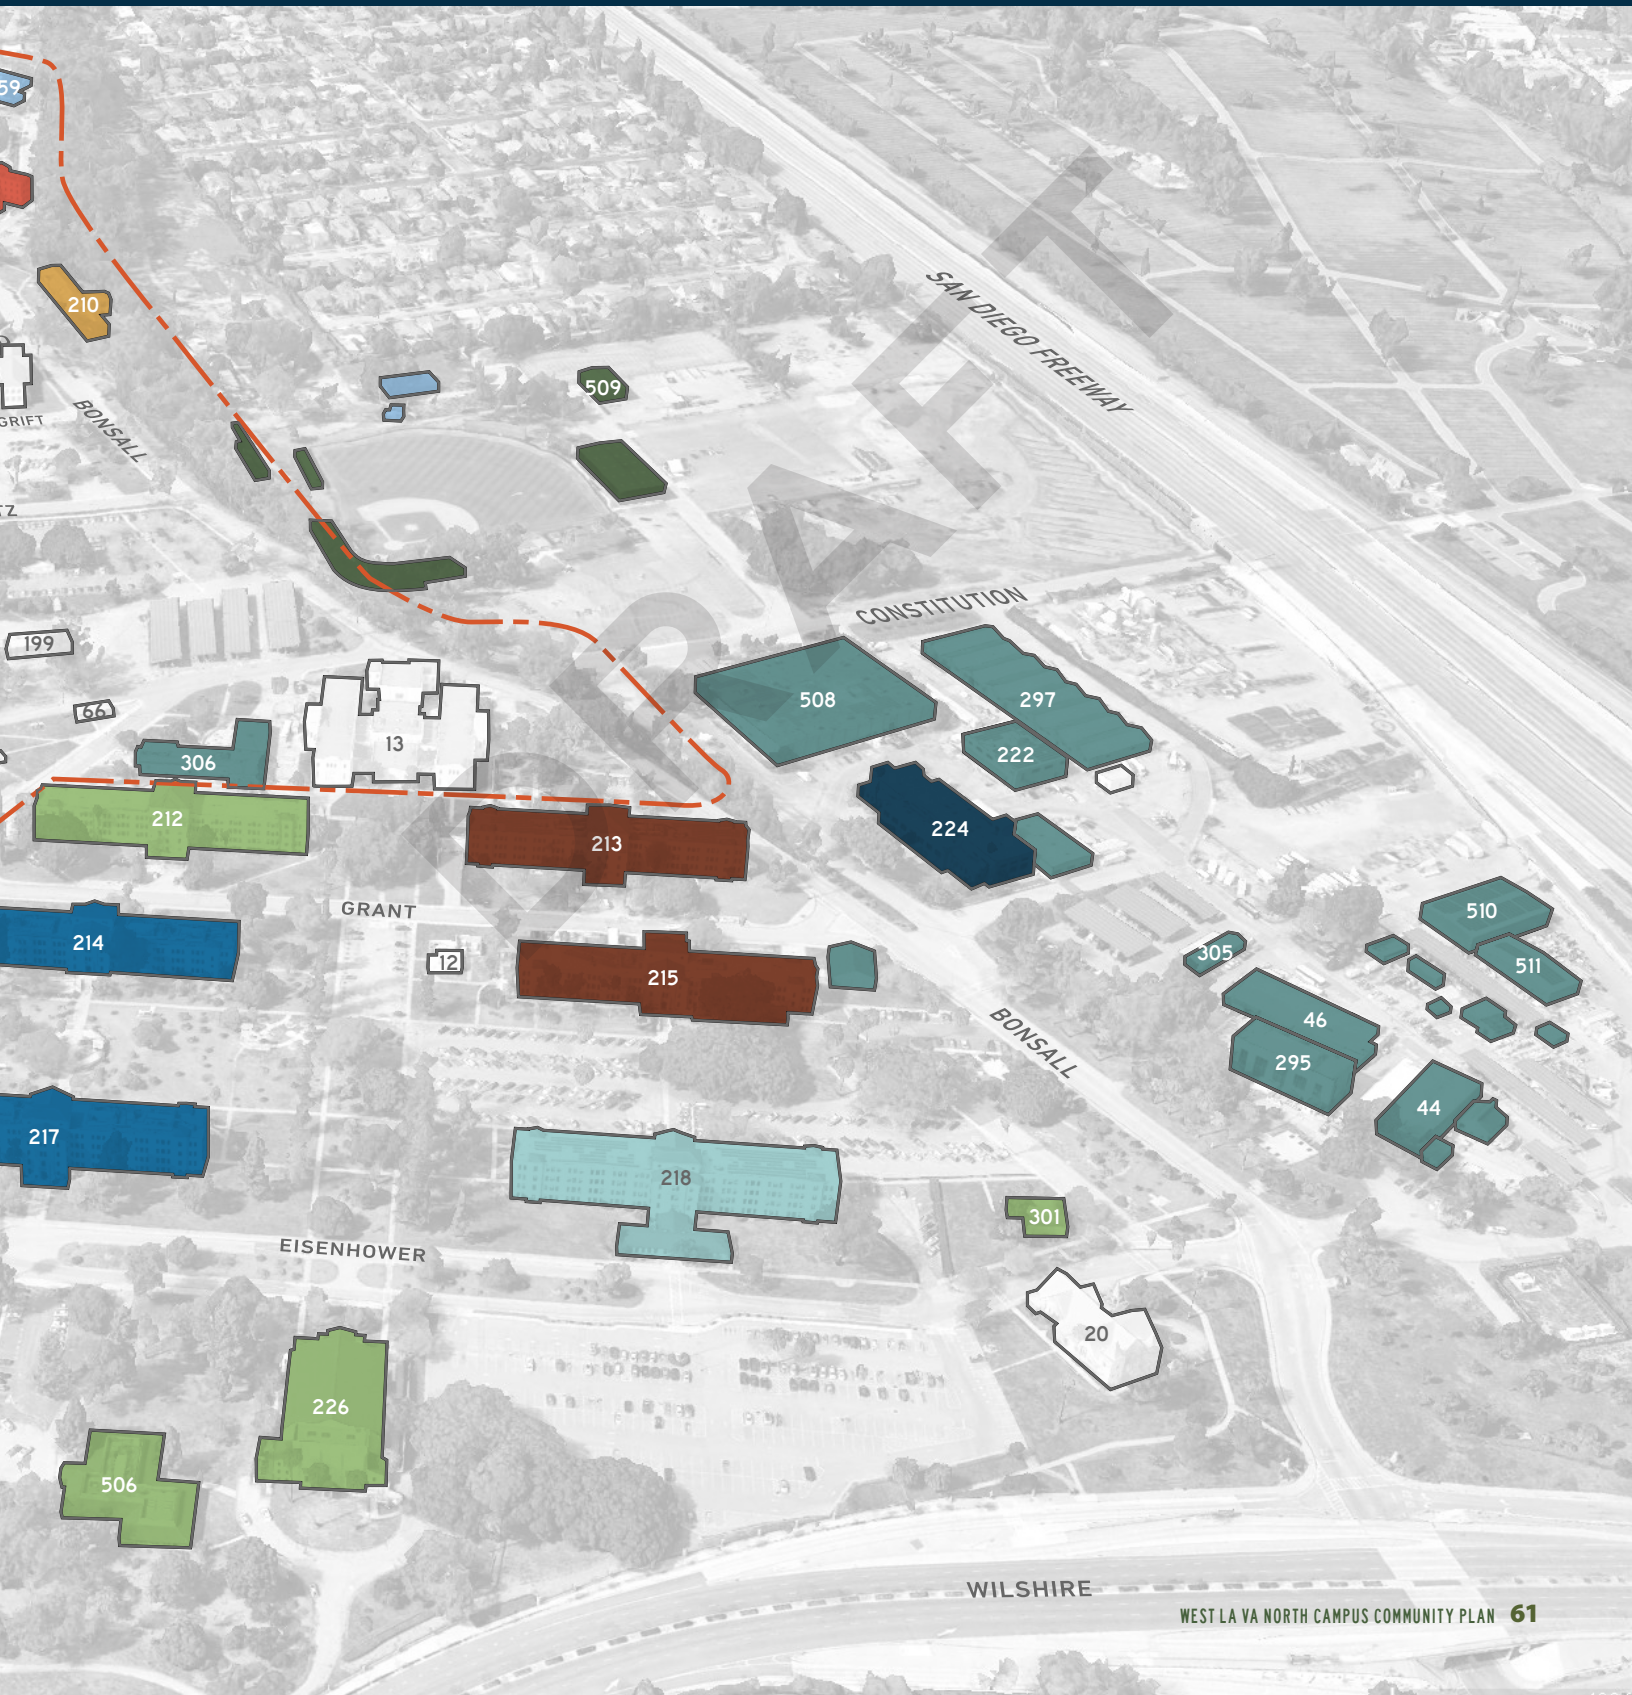 59
210
SAN DIEGO FREEWAY
509
BONSALL
GRIFT
TZ
DRAFT
CONSTITUTION
199
66
508
297
13
222
306
212
213
224
GRANT
214
12
215
510
511
305
46
BONSALL
295
44
217
218
301
EISENHOWER
20
226
506
WILSHIRE
WEST LA VA NORTH CAMPUS COMMUNITY PLAN 61